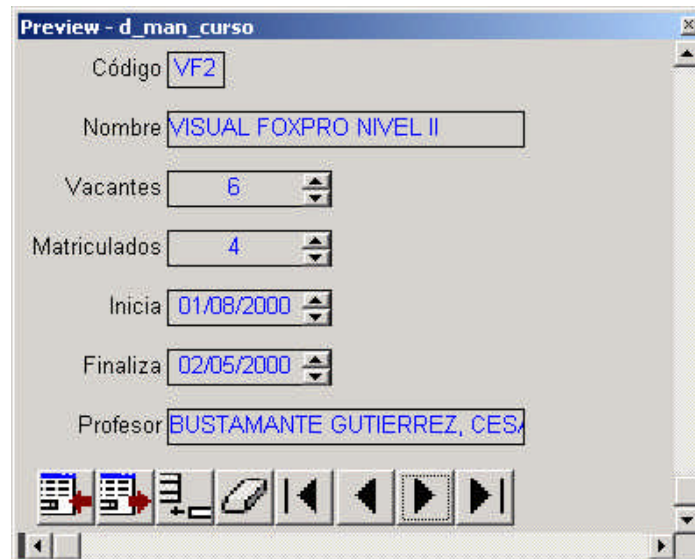 Preview - d_man_curso
Código VF2
Nombre VISUAL FOXPRO NIVEL II
Vacantes 6
Matriculados 4
Inicia 01/08/2000
Finaliza 02/05/2000
Profesor BUSTAMANTE GUTIERREZ, CESA